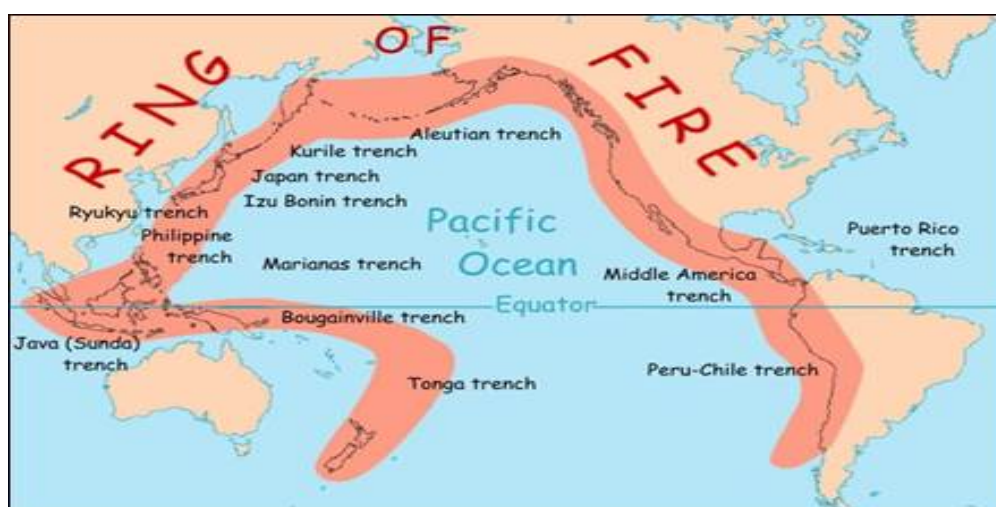 RING OF FIRE
Aleutian trench
Kurile trench
Japan trench
Izu Bonin trench
Ryukyu trench
Philippine
trench
Marianas trench
Pacific
Ocean
Puerto Rico
trench
Middle America
trench
Equator
Bougainville trench
Java (Sunda)
trench
Tonga trench
Peru-Chile trench